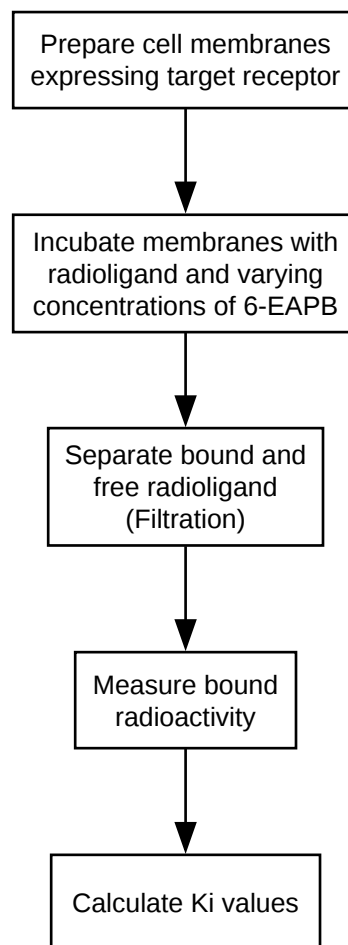 Prepare cell membranes
expressing target receptor
Incubate membranes with
radioligand and varying
concentrations of 6-EAPB
Separate bound and
free radioligand
(Filtration)
Measure bound
radioactivity
Calculate Ki values